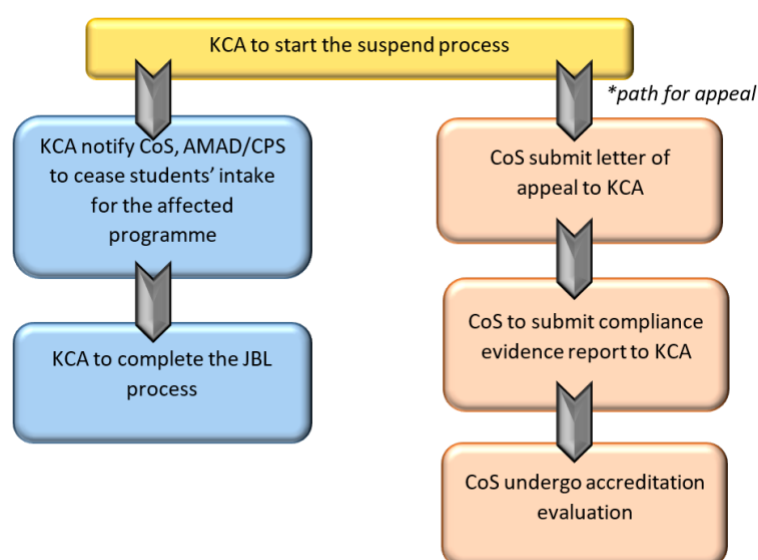 KCA to start the suspend process
*path for appeal
KCA notify CoS, AMAD/CPS
to cease students’ intake
for the affected
programme
KCA to complete the JBL
process
CoS submit letter of
appeal to KCA
CoS to submit compliance
evidence report to KCA
CoS undergo accreditation
evaluation